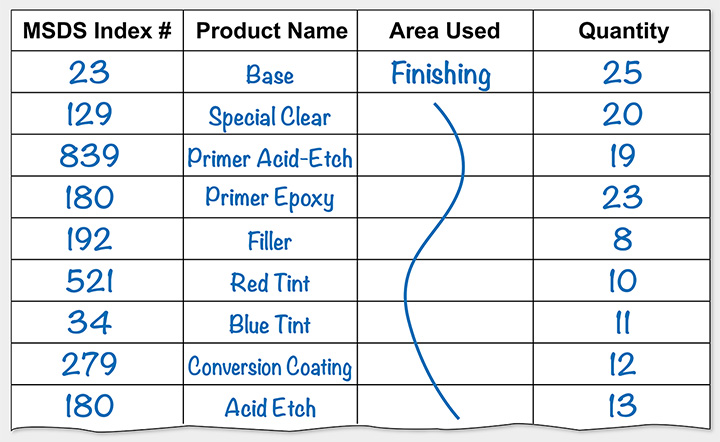 MSDS Index # Product Name Area Used Quantity
23 Base Finishing 25
129 Special Clear 20
839 Primer Acid-Etch 19
180 Primer Epoxy 23
192 Filler 8
521 Red Tint 10
34 Blue Tint 11
279 Conversion Coating 12
180 Acid Etch 13